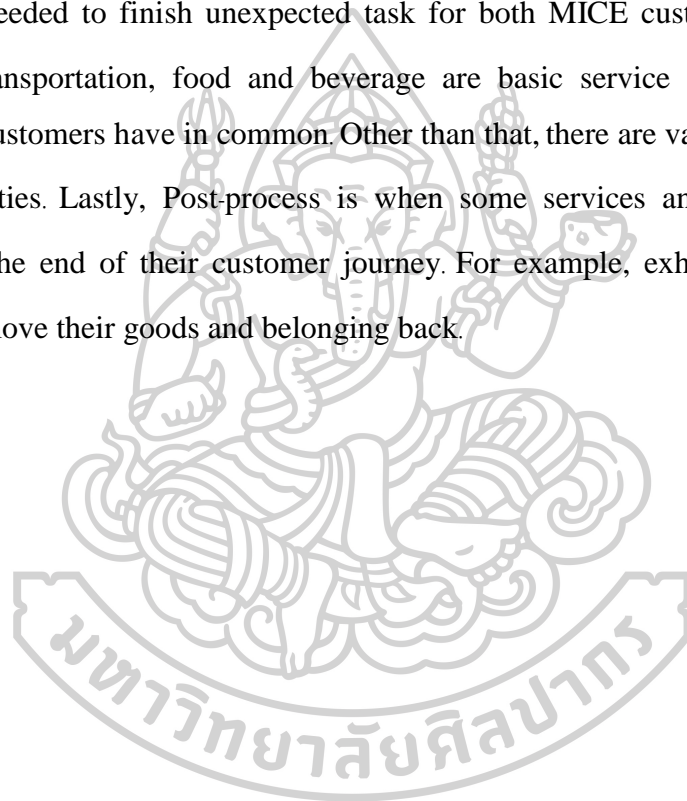 eeded to finish unexpected task for both MICE cust
ansportation, food and beverage are basic service
ustomers have in common. Other than that, there are va
ties. Lastly, Post-process is when some services an
he end of their customer journey. For example, exh
love their goods and belonging back.
มหาวิทยาลัยศิลปากร